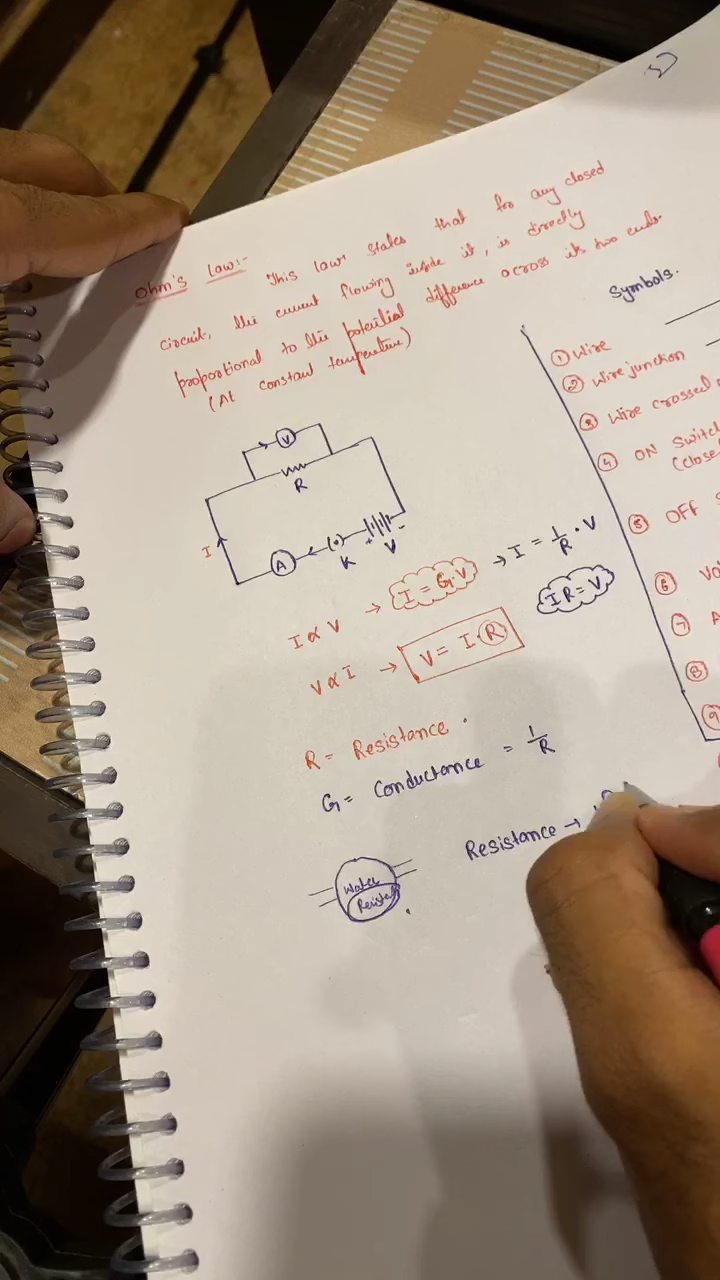 Ohm's Law:- This law states that for any closed
circuit, the current flowing inside it, is directly
proportional to the potential difference across its two ends.
(At constant temperature)
V
R
I
A
K
+ V -
I ∝ V → I = G.V → I = 1/R · V
IR = V
V ∝ I → V = I R
R = Resistance
G = Conductance = 1/R
Water
Resistance →
Symbols.
① Wire
② Wire junction
③ Wire crossed
④ ON Switch
(close
⑤ OFF S
⑥ Vol
⑦ A
⑧
⑨